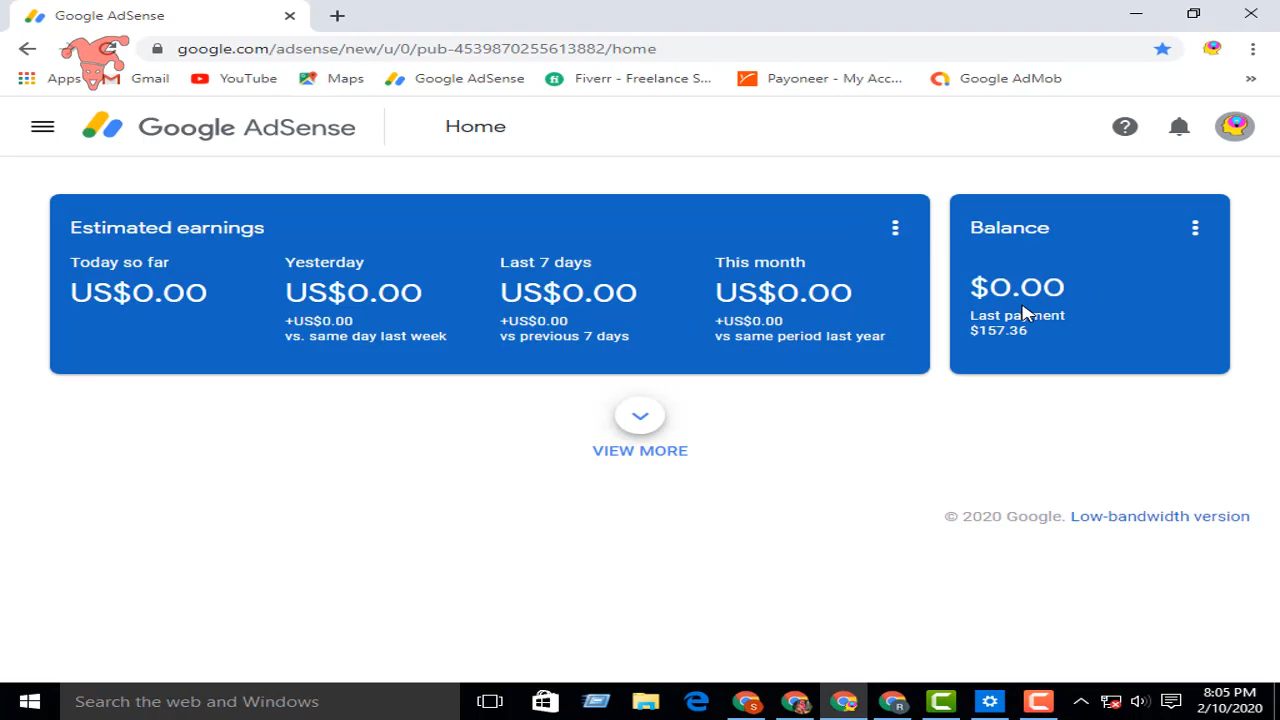 Google AdSense
google.com/adsense/new/u/0/pub-4539870255613882/home
Apps
Gmail
YouTube
Maps
Google AdSense
Fiverr - Freelance S...
Payoneer - My Acc...
Google AdMob
»
Google AdSense
Home
Estimated earnings
Today so far
US$0.00
Yesterday
US$0.00
+US$0.00
vs. same day last week
Last 7 days
US$0.00
+US$0.00
vs previous 7 days
This month
US$0.00
+US$0.00
vs same period last year
Balance
$0.00
Last payment
$157.36
VIEW MORE
© 2020 Google. Low-bandwidth version
Search the web and Windows
S
R
8:05 PM
2/10/2020